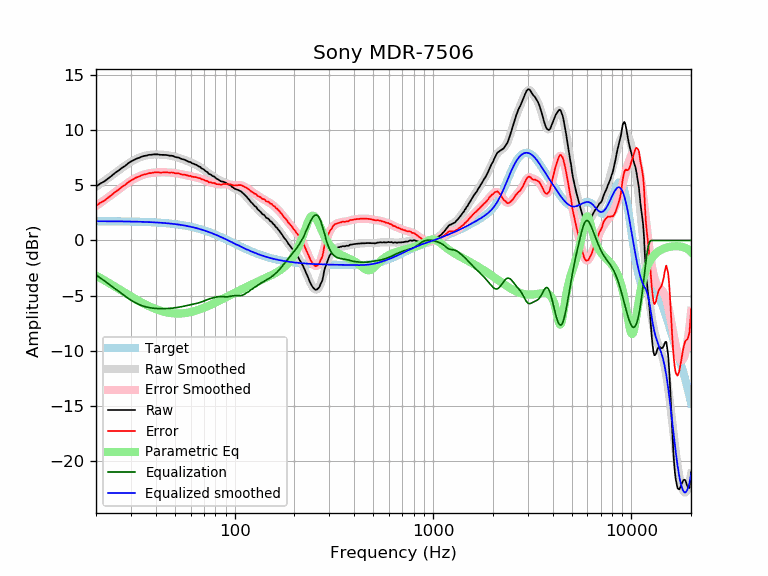 Sony MDR-7506
15
10
5
0
−5
−10
−15
−20
Amplitude (dBr)
Target
Raw Smoothed
Error Smoothed
Raw
Error
Parametric Eq
Equalization
Equalized smoothed
100
1000
10000
Frequency (Hz)